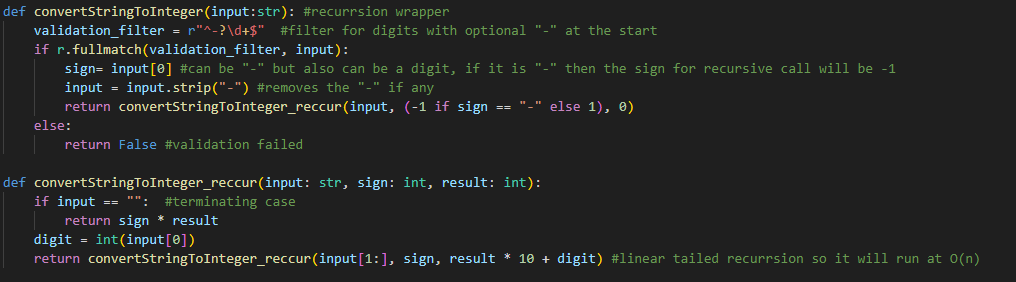 def convertStringToInteger(input:str): #recurrsion wrapper
    validation_filter = r"^-?\d+$"  #filter for digits with optional "-" at the start
    if r.fullmatch(validation_filter, input):
        sign= input[0] #can be "-" but also can be a digit, if it is "-" then the sign for recursive call will be -1
        input = input.strip("-") #removes the "-" if any
        return convertStringToInteger_reccur(input, (-1 if sign == "-" else 1), 0)
    else:
        return False #validation failed

def convertStringToInteger_reccur(input: str, sign: int, result: int):
    if input == "":  #terminating case
        return sign * result
    digit = int(input[0])
    return convertStringToInteger_reccur(input[1:], sign, result * 10 + digit) #linear tailed recurrsion so it will run at O(n)